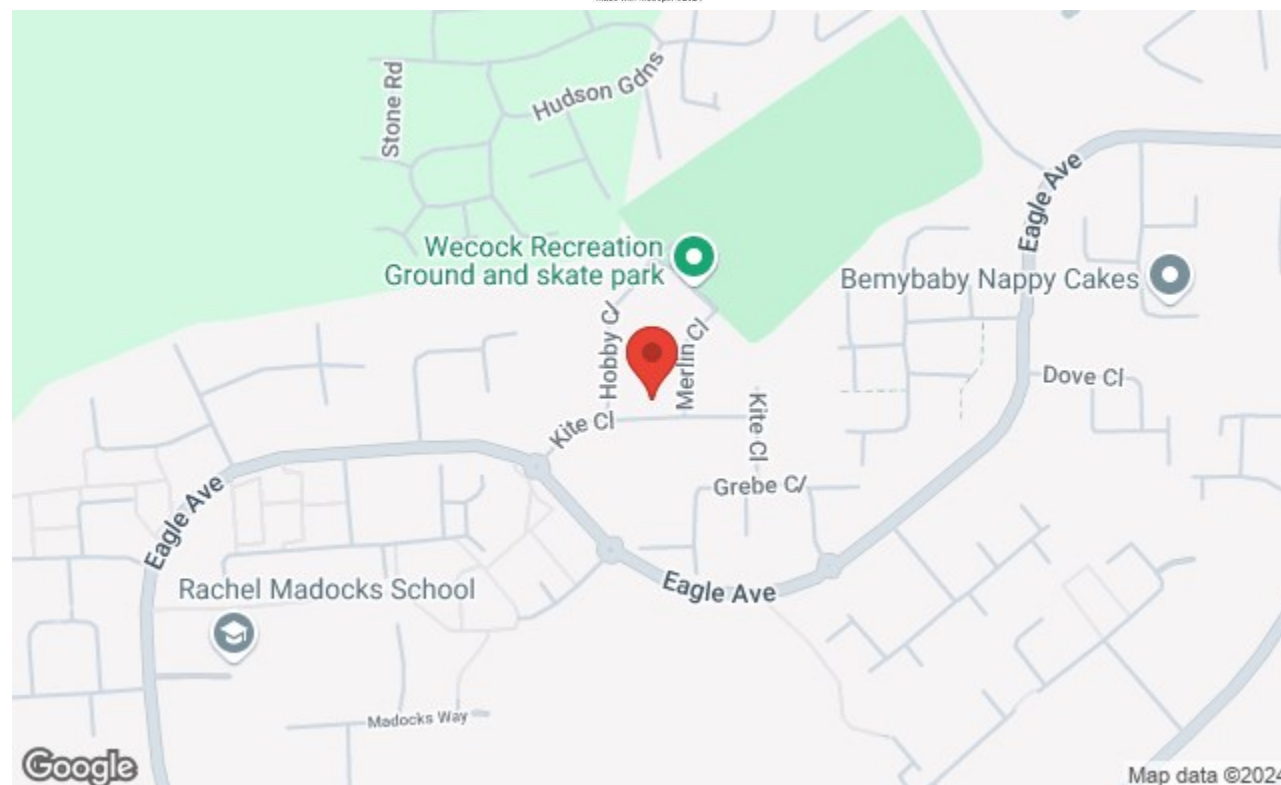 Stone Rd
Hudson Gdns
Eagle Ave
Wecock Recreation
Ground and skate park
Bemybaby Nappy Cakes
Hobby Cl
Merlin Cl
Dove Cl
Kite Cl
Kite Cl
Grebe Cl
Eagle Ave
Eagle Ave
Rachel Madocks School
Madocks Way
Google
Map data ©2024